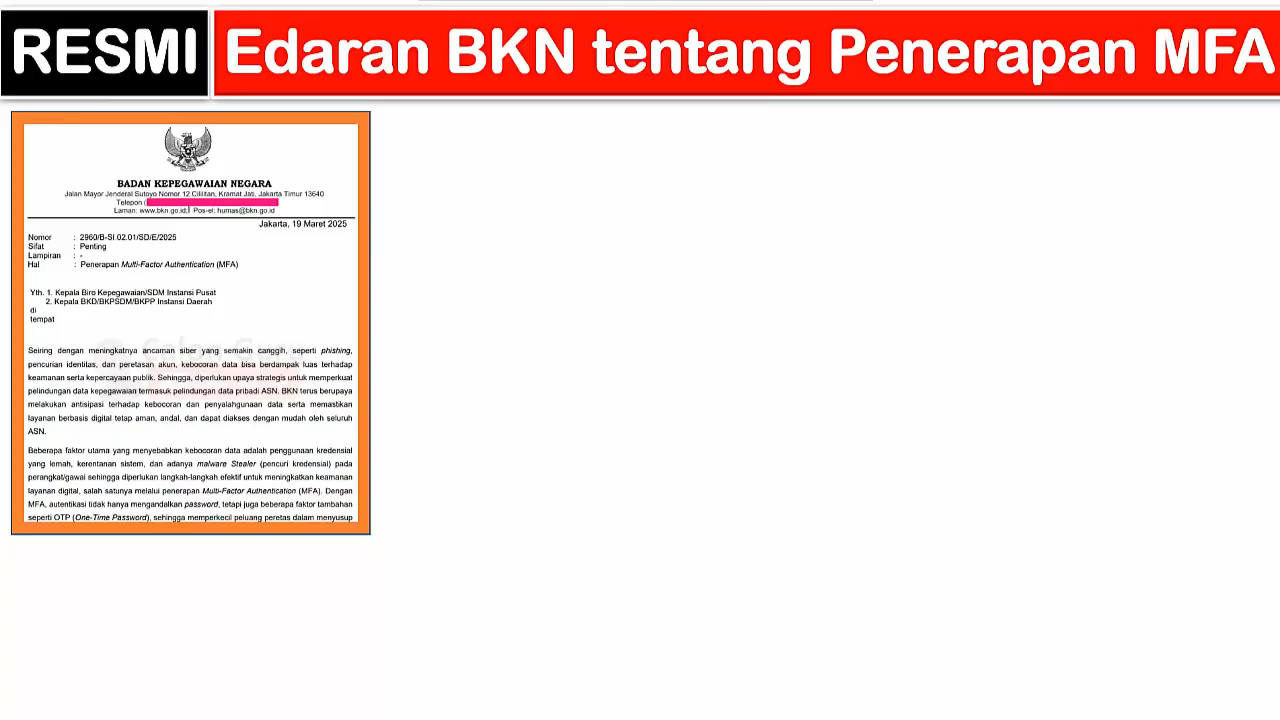 RESMI Edaran BKN tentang Penerapan MFA
BADAN KEPEGAWAIAN NEGARA
Jalan Mayor Jenderal Sutoyo Nomor 12 Cililitan, Kramat Jati, Jakarta Timur 13640
Telepon (
Laman: www.bkn.go.id; Pos-el: humas@bkn.go.id
Jakarta, 19 Maret 2025
Nomor : 2960/B-SI.02.01/SD/E/2025
Sifat : Penting
Lampiran : -
Hal : Penerapan Multi-Factor Authentication (MFA)
Yth. 1. Kepala Biro Kepegawaian/SDM Instansi Pusat
2. Kepala BKD/BKPSDM/BKPP Instansi Daerah
di
tempat
Seiring dengan meningkatnya ancaman siber yang semakin canggih, seperti phishing,
pencurian identitas, dan peretasan akun, kebocoran data bisa berdampak luas terhadap
keamanan serta kepercayaan publik. Sehingga, diperlukan upaya strategis untuk memperkuat
pelindungan data kepegawaian termasuk pelindungan data pribadi ASN. BKN terus berupaya
melakukan antisipasi terhadap kebocoran dan penyalahgunaan data serta memastikan
layanan berbasis digital tetap aman, andal, dan dapat diakses dengan mudah oleh seluruh
ASN.
Beberapa faktor utama yang menyebabkan kebocoran data adalah penggunaan kredensial
yang lemah, kerentanan sistem, dan adanya malware Stealer (pencuri kredensial) pada
perangkat/gawai sehingga diperlukan langkah-langkah efektif untuk meningkatkan keamanan
layanan digital, salah satunya melalui penerapan Multi-Factor Authentication (MFA). Dengan
MFA, autentikasi tidak hanya mengandalkan password, tetapi juga beberapa faktor tambahan
seperti OTP (One-Time Password), sehingga memperkecil peluang peretas dalam menyusup